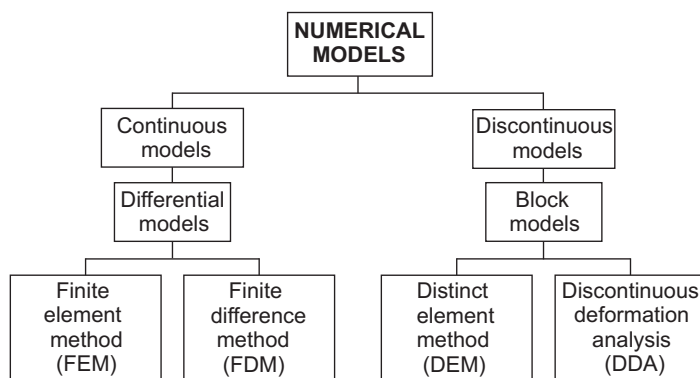 NUMERICAL
MODELS
Continuous
models
Discontinuous
models
Differential
models
Block
models
Finite
element
method
(FEM)
Finite
difference
method
(FDM)
Distinct
element
method
(DEM)
Discontinuous
deformation
analysis
(DDA)